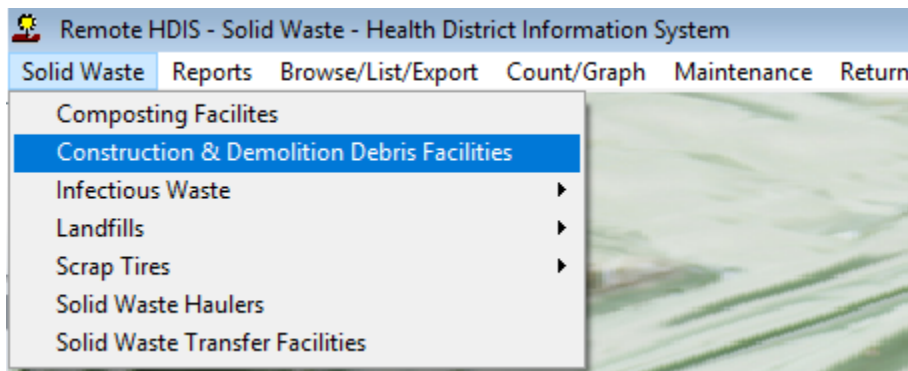 Remote HDIS - Solid Waste - Health District Information System
Solid Waste Reports Browse/List/Export Count/Graph Maintenance Return
Composting Facilites
Construction & Demolition Debris Facilities
Infectious Waste
Landfills
Scrap Tires
Solid Waste Haulers
Solid Waste Transfer Facilities